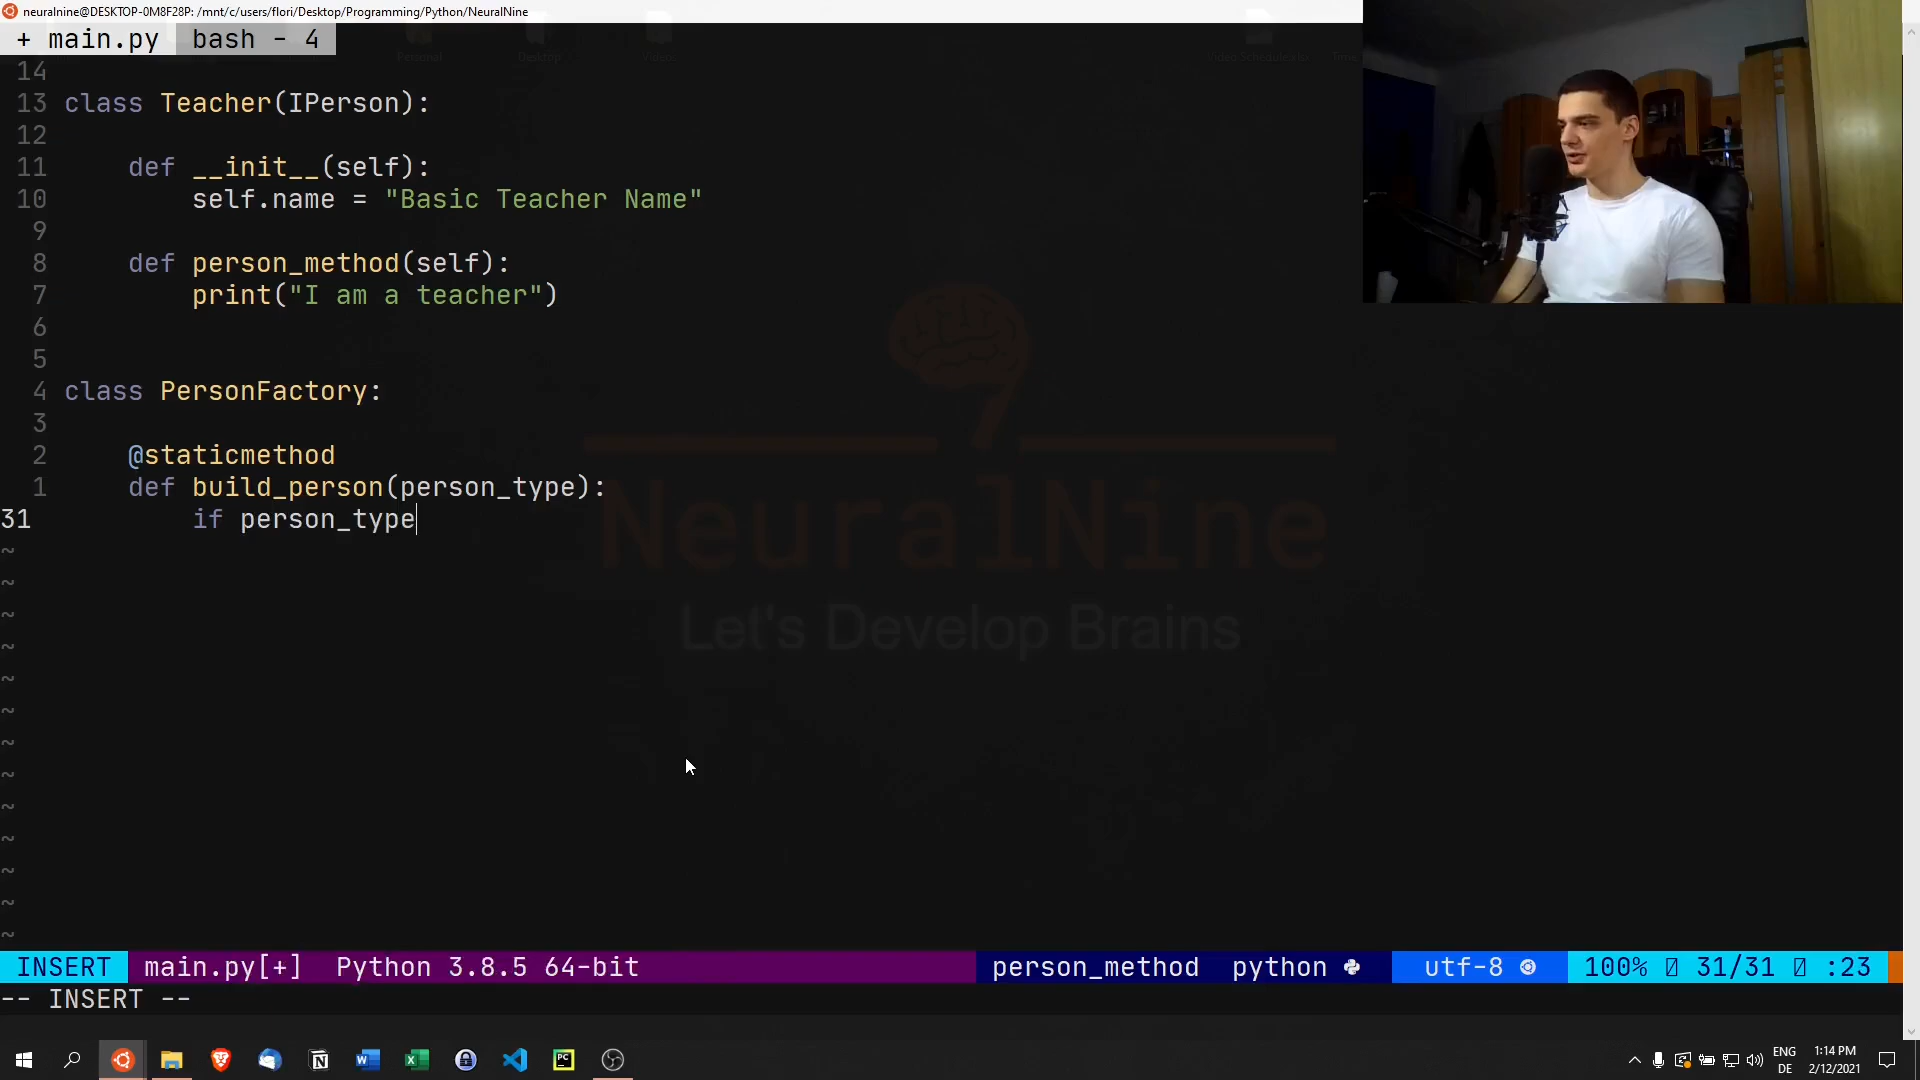 neuralnine@DESKTOP-0M8F28P: /mnt/c/users/flori/Desktop/Programming/Python/NeuralNine
+ main.py  bash - 4
14
13 class Teacher(IPerson):
12
11     def __init__(self):
10         self.name = "Basic Teacher Name"
9
8     def person_method(self):
7         print("I am a teacher")
6
5
4 class PersonFactory:
3
2     @staticmethod
1     def build_person(person_type):
31         if person_type
~
~
~
~
~
~
~
~
~
~
~
~
~
NeuralNine
Let's Develop Brains
INSERT  main.py[+]  Python 3.8.5 64-bit  person_method  python  utf-8  100%  31/31  :23
-- INSERT --
ENG
DE
1:14 PM
2/12/2021